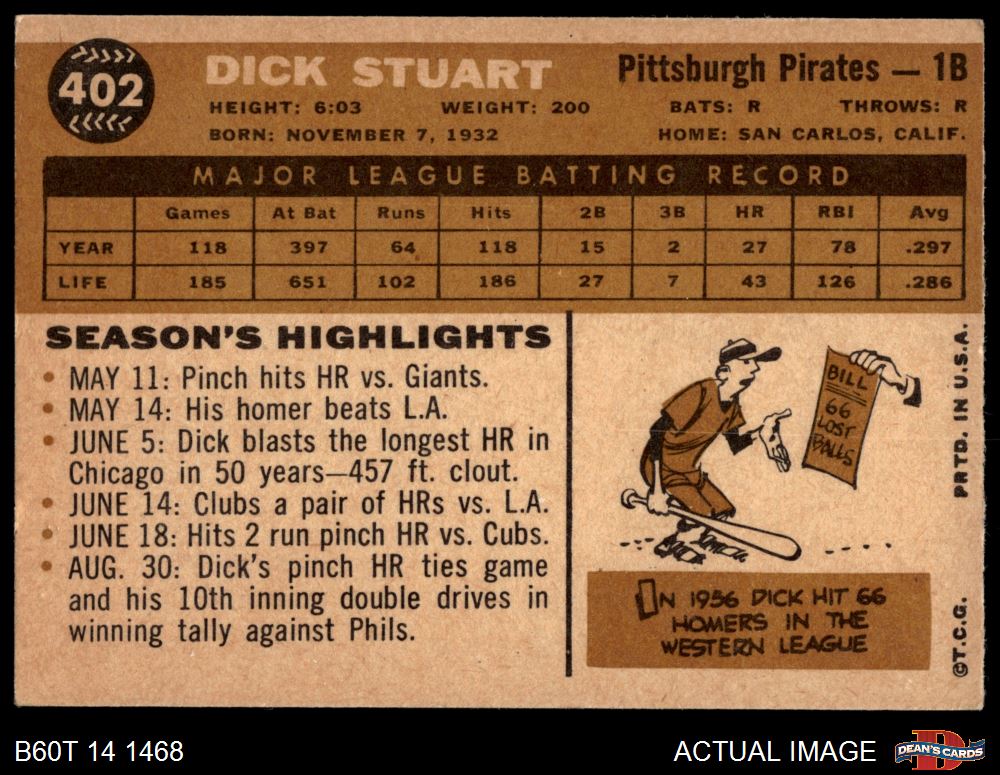 402
DICK STUART
Pittsburgh Pirates — 1B
HEIGHT: 6:03 WEIGHT: 200 BATS: R THROWS: R
BORN: NOVEMBER 7, 1932 HOME: SAN CARLOS, CALIF.
MAJOR LEAGUE BATTING RECORD
Games At Bat Runs Hits 2B 3B HR RBI Avg
YEAR 118 397 64 118 15 2 27 78 .297
LIFE 185 651 102 186 27 7 43 126 .286
SEASON'S HIGHLIGHTS
• MAY 11: Pinch hits HR vs. Giants.
• MAY 14: His homer beats L.A.
• JUNE 5: Dick blasts the longest HR in
Chicago in 50 years—457 ft. clout.
• JUNE 14: Clubs a pair of HRs vs. L.A.
• JUNE 18: Hits 2 run pinch HR vs. Cubs.
• AUG. 30: Dick's pinch HR ties game
and his 10th inning double drives in
winning tally against Phils.
BILL
66
LOST
BALLS
IN 1956 DICK HIT 66
HOMERS IN THE
WESTERN LEAGUE
PRTD. IN U.S.A.
©T.C.G.
B60T 14 1468
ACTUAL IMAGE
D
DEAN'S CARDS